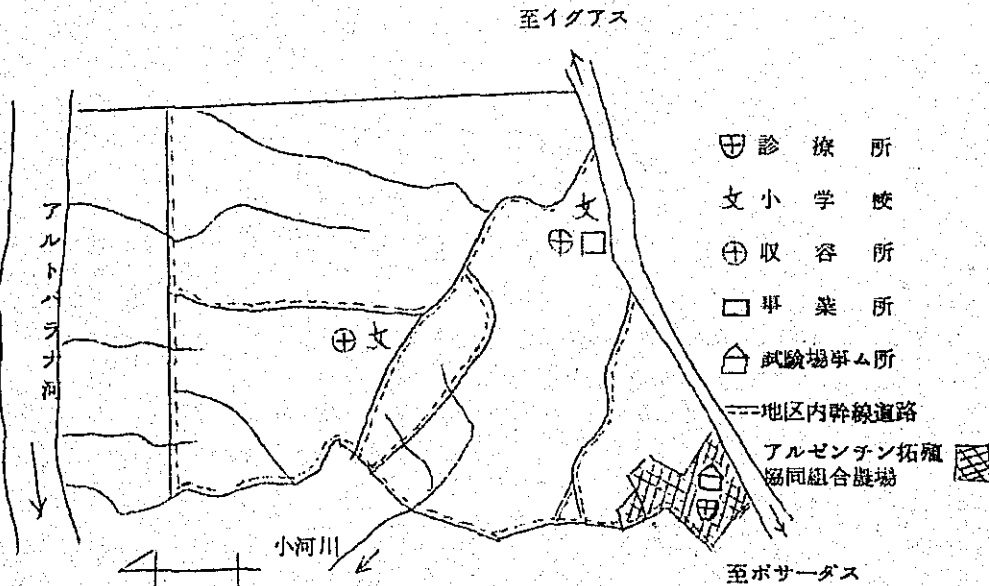 至イグアス
アルトパラナ河
文
文
診療所
文 小学校
収容所
事業所
試験場事ム所
地区内幹線道路
アルゼンチン拓殖
協同組合農場
小河川
至ポサーダス